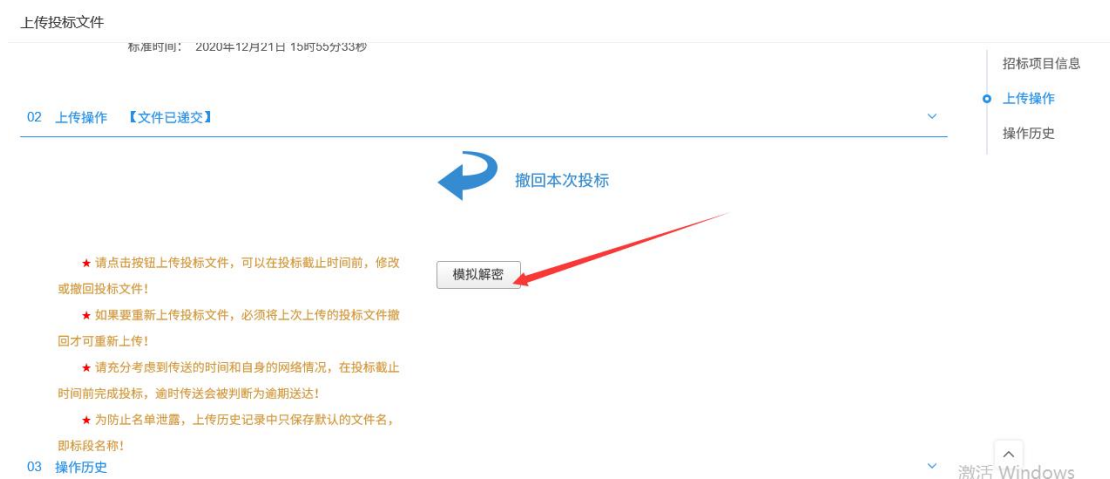 上传投标文件
标准时间： 2020年12月21日 15时55分33秒
招标项目信息
上传操作
操作历史
02 上传操作 【文件已递交】
撤回本次投标
★ 请点击按钮上传投标文件，可以在投标截止时间前，修改
或撤回投标文件！
★ 如果要重新上传投标文件，必须将上次上传的投标文件撤
回才可重新上传！
★ 请充分考虑到传送的时间和自身的网络情况，在投标截止
时间前完成投标，逾时传送会被判断为逾期送达！
★ 为防止名单泄露，上传历史记录中只保存默认的文件名，
即标段名称！
模拟解密
03 操作历史
激活 Windows